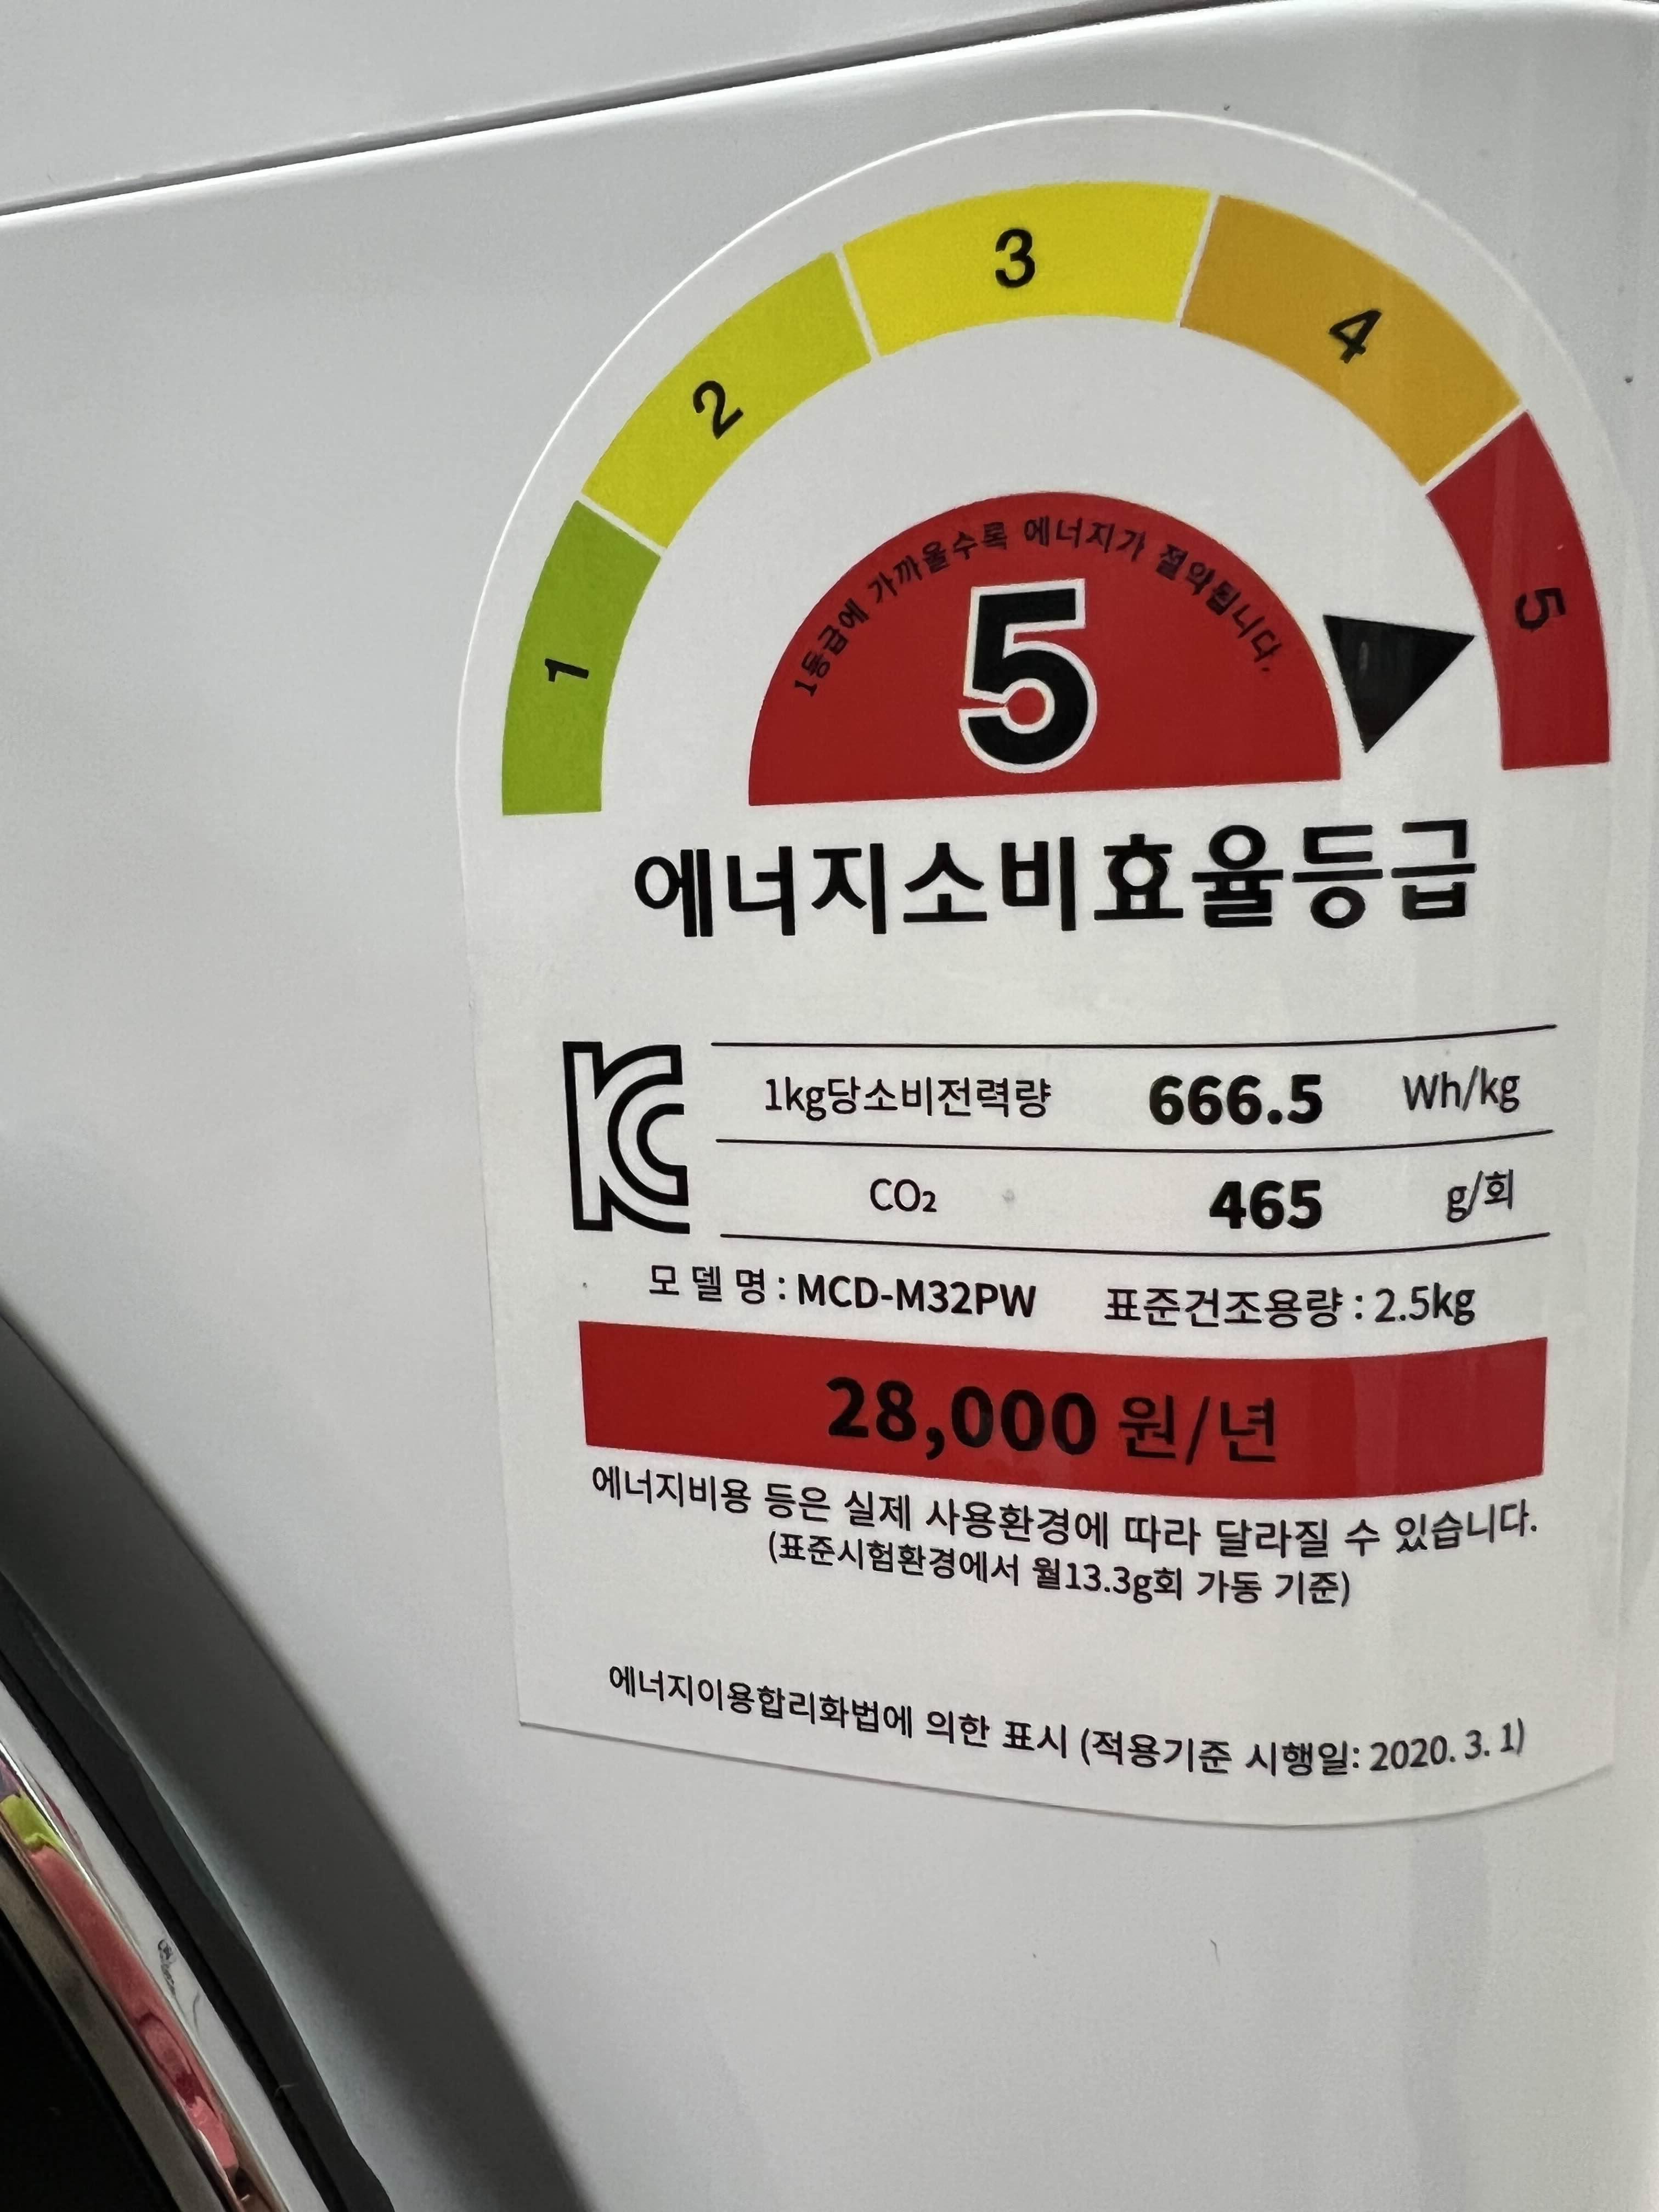 1 2 3 4 5
1등급에 가까울수록 에너지가 절약됩니다.
5
에너지소비효율등급
KC
1kg당소비전력량 666.5 Wh/kg
CO₂ 465 g/회
모 델 명 : MCD-M32PW 표준건조용량 : 2.5kg
28,000 원/년
에너지비용 등은 실제 사용환경에 따라 달라질 수 있습니다.
(표준시험환경에서 월13.3g회 가동 기준)
에너지이용합리화법에 의한 표시 (적용기준 시행일: 2020. 3. 1)